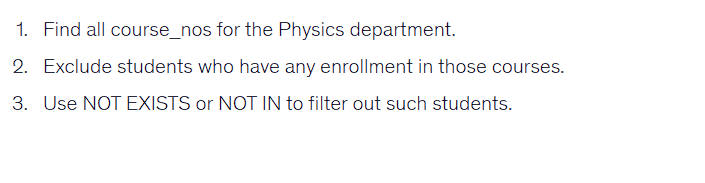 1. Find all course_nos for the Physics department.
2. Exclude students who have any enrollment in those courses.
3. Use NOT EXISTS or NOT IN to filter out such students.